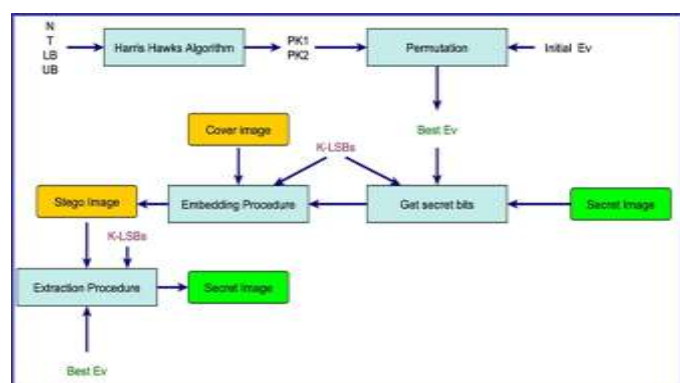 N
T
LB
UB
Harris Hawks Algorithm
PK1
PK2
Permutation
Initial Ev
Cover image
K-LSBs
Best Ev
Stego Image
Embedding Procedure
Get secret bits
Secret Image
K-LSBs
Extraction Procedure
Secret Image
Best Ev